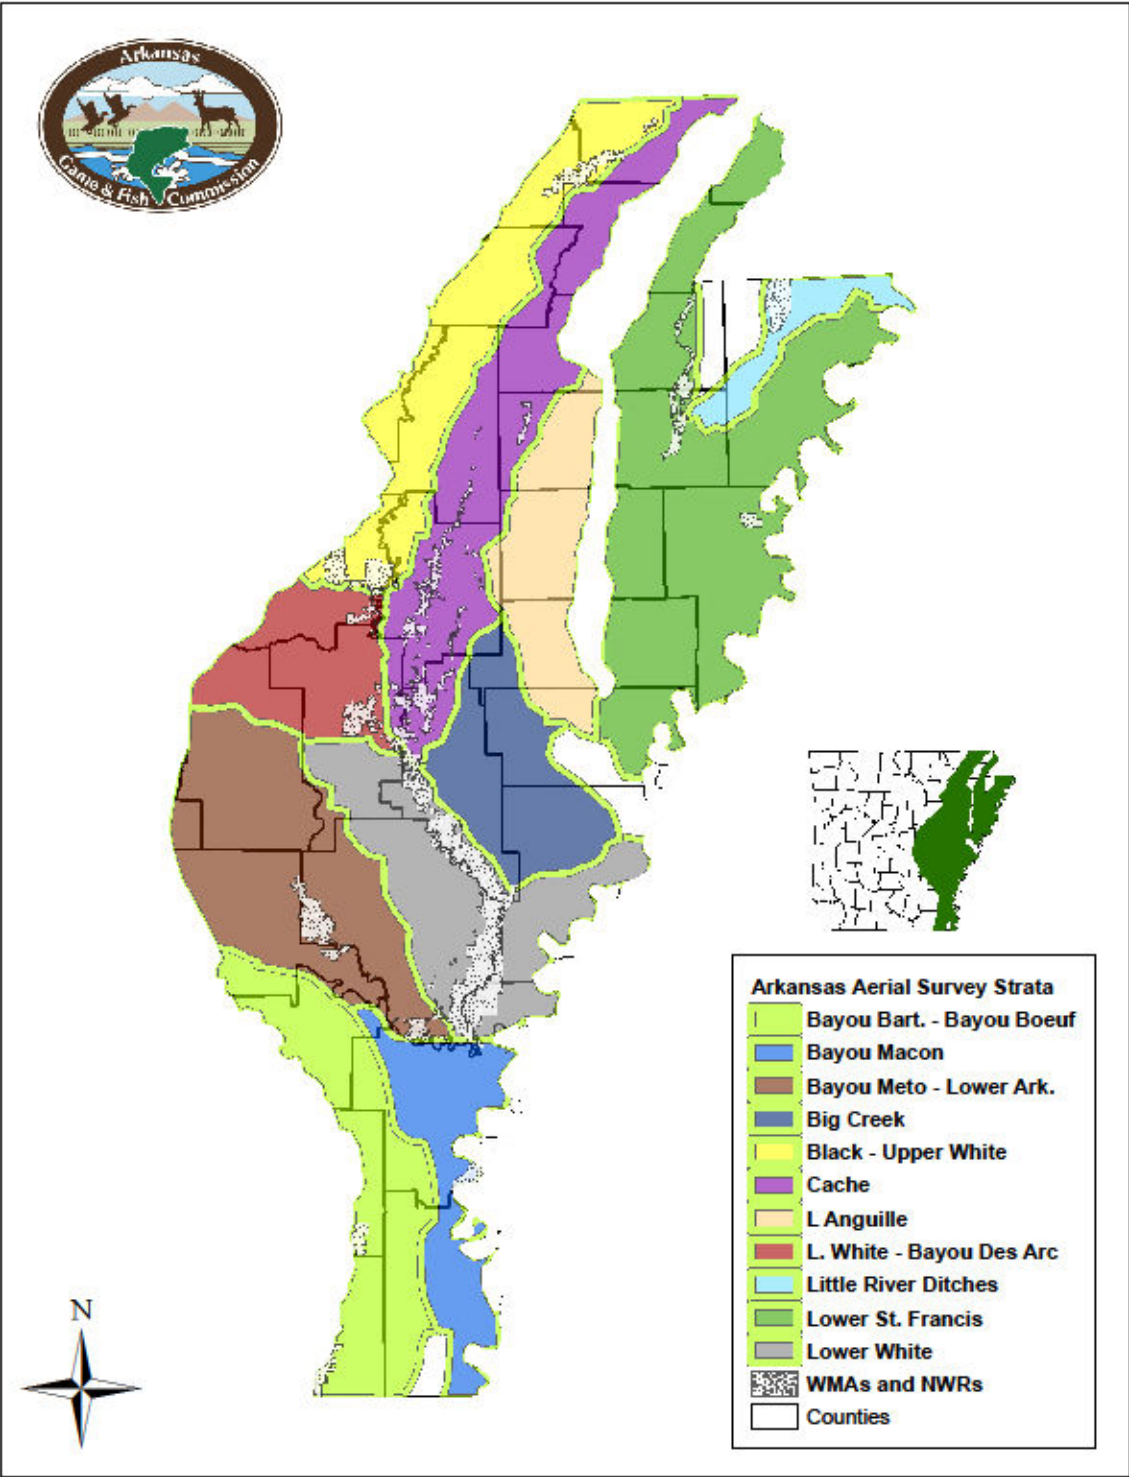 Arkansas
Game & Fish Commission
Arkansas Aerial Survey Strata
Bayou Bart. - Bayou Boeuf
Bayou Macon
Bayou Meto - Lower Ark.
Big Creek
Black - Upper White
Cache
L Anguille
L. White - Bayou Des Arc
Little River Ditches
Lower St. Francis
Lower White
WMAs and NWRs
Counties
N